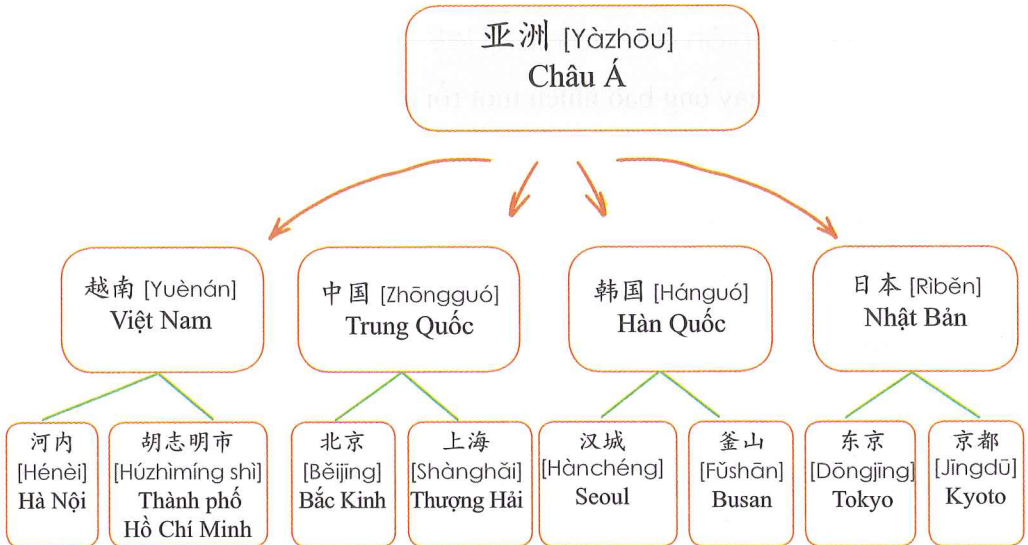 亚洲 [Yàzhōu]
Châu Á
越南 [Yuènán]
Việt Nam
中国 [Zhōngguó]
Trung Quốc
韩国 [Hánguó]
Hàn Quốc
日本 [Rìběn]
Nhật Bản
河内
[Hénèi]
Hà Nội
胡志明市
[Húzhìmíng shì]
Thành phố
Hồ Chí Minh
北京
[Běijīng]
Bắc Kinh
上海
[Shànghǎi]
Thượng Hải
汉城
[Hànchéng]
Seoul
釜山
[Fǔshān]
Busan
东京
[Dōngjīng]
Tokyo
京都
[Jīngdū]
Kyoto